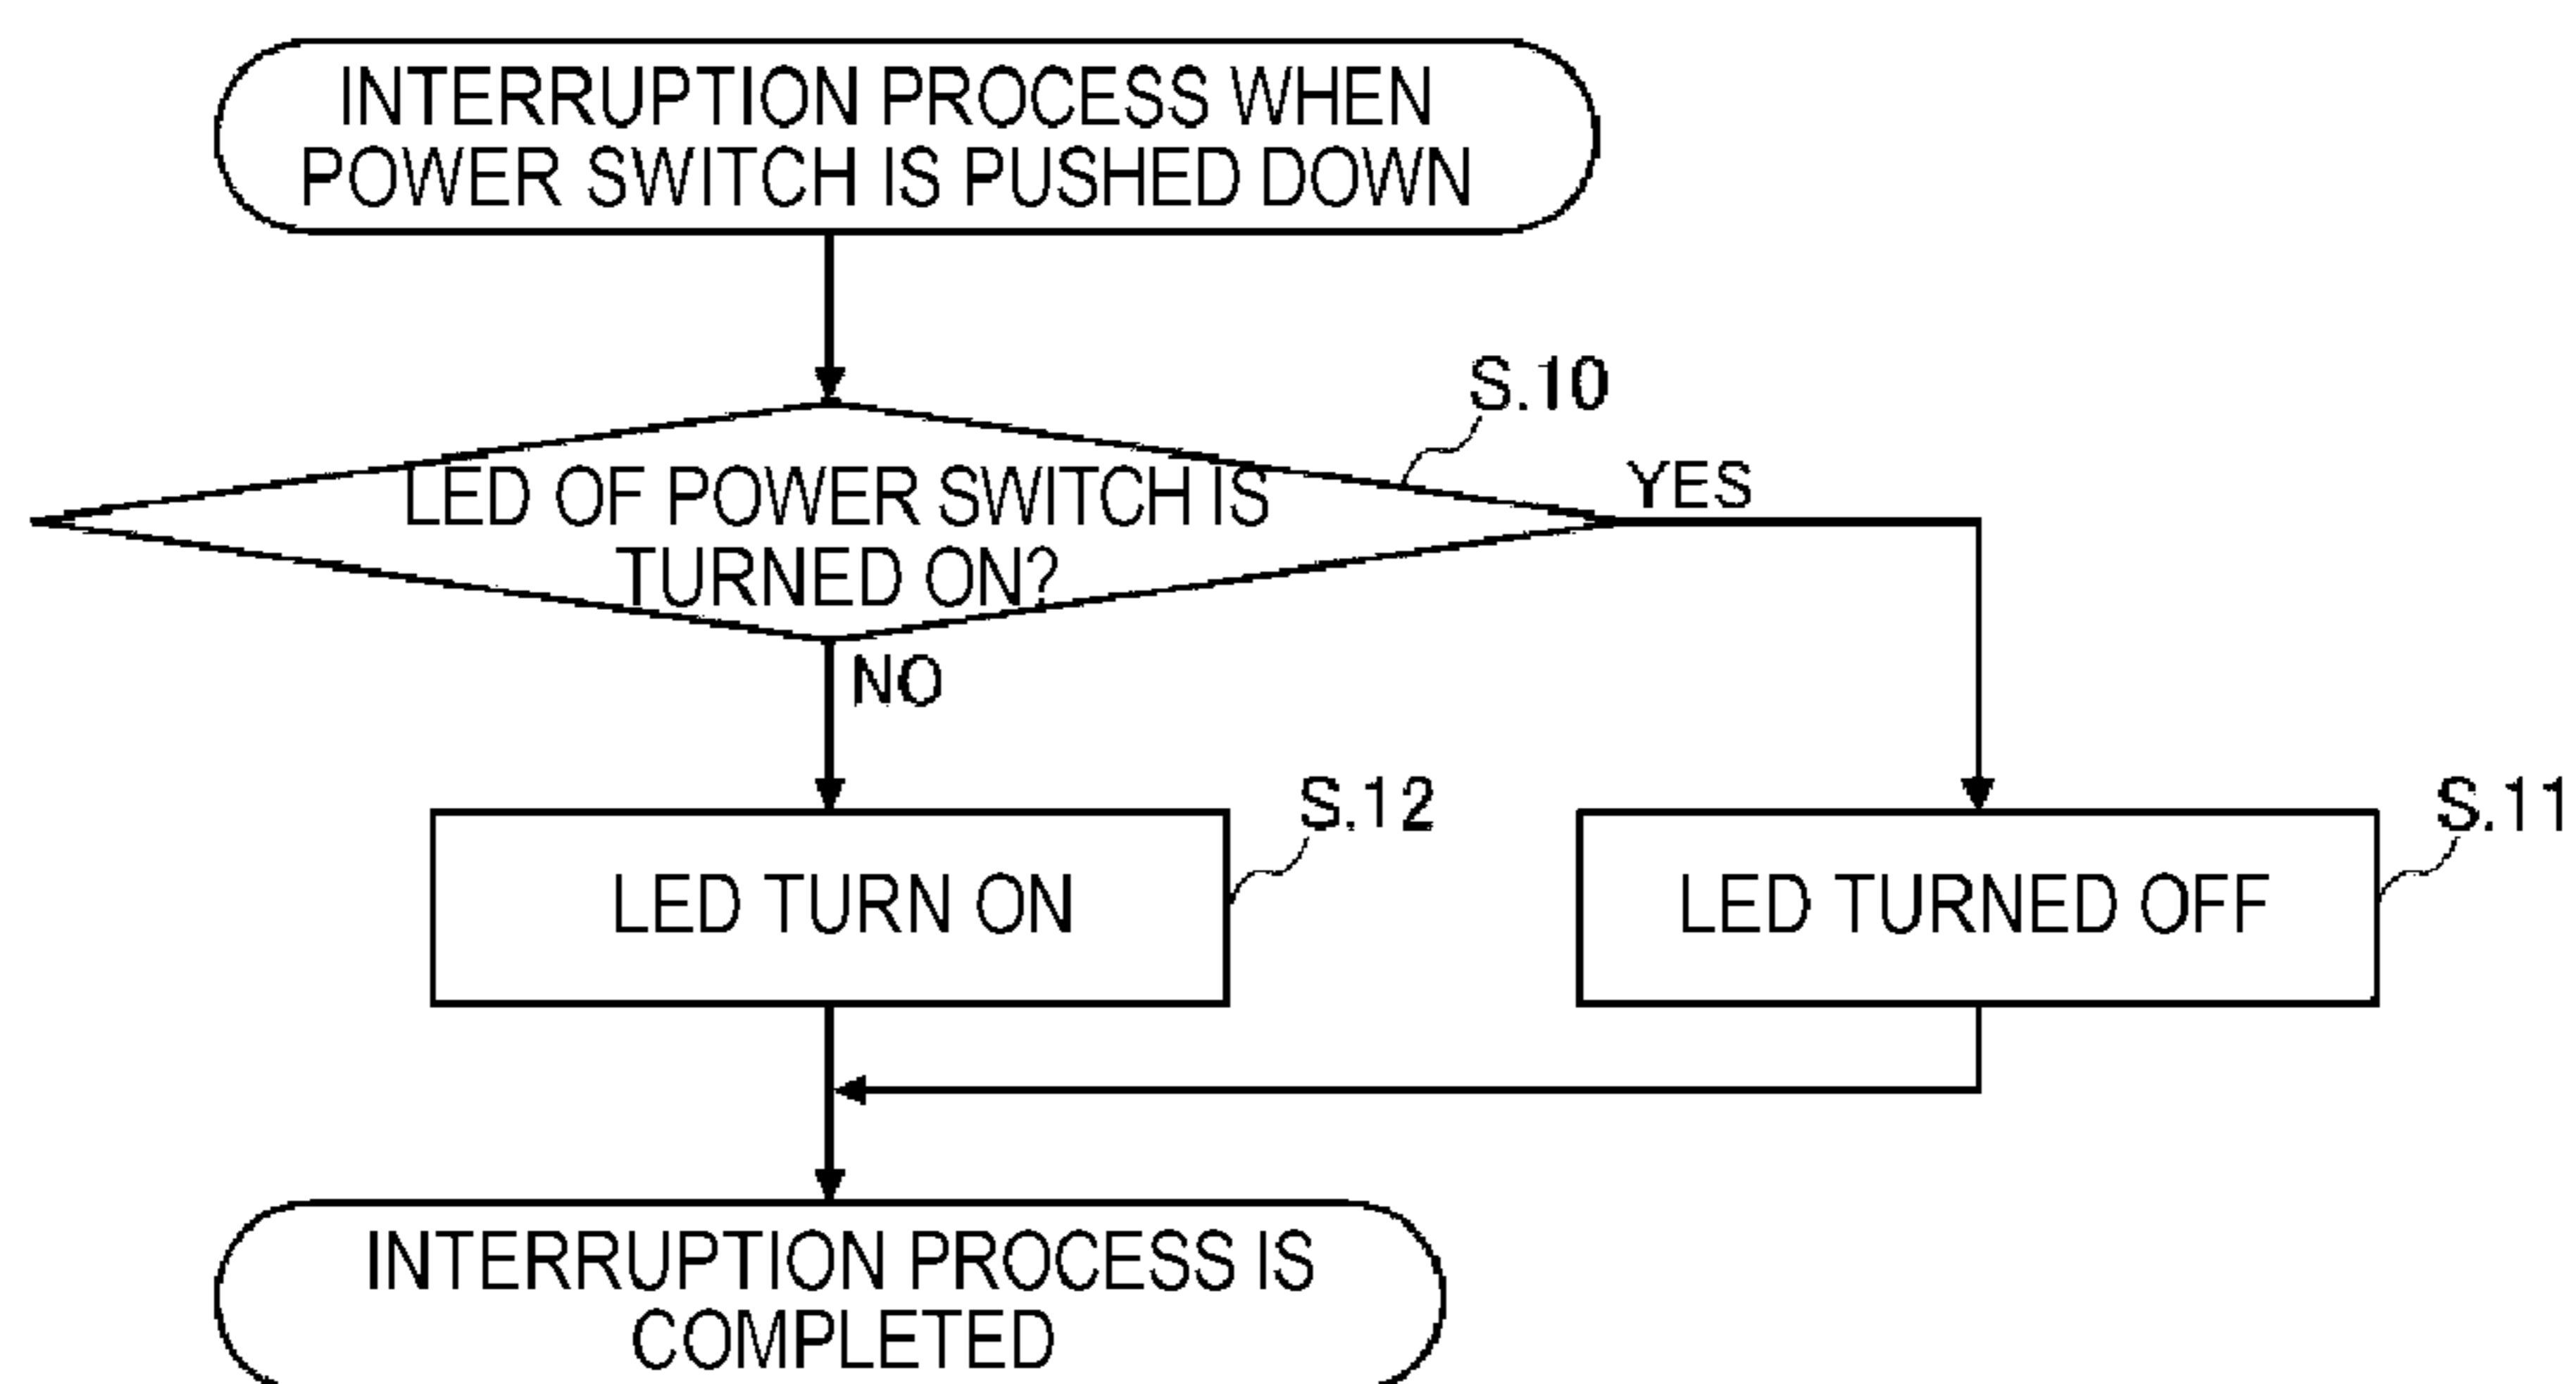 INTERRUPTION PROCESS WHEN
POWER SWITCH IS PUSHED DOWN
S.10
LED OF POWER SWITCH IS
TURNED ON?
YES
NO
S.12
S.11
LED TURN ON
LED TURNED OFF
INTERRUPTION PROCESS IS
COMPLETED